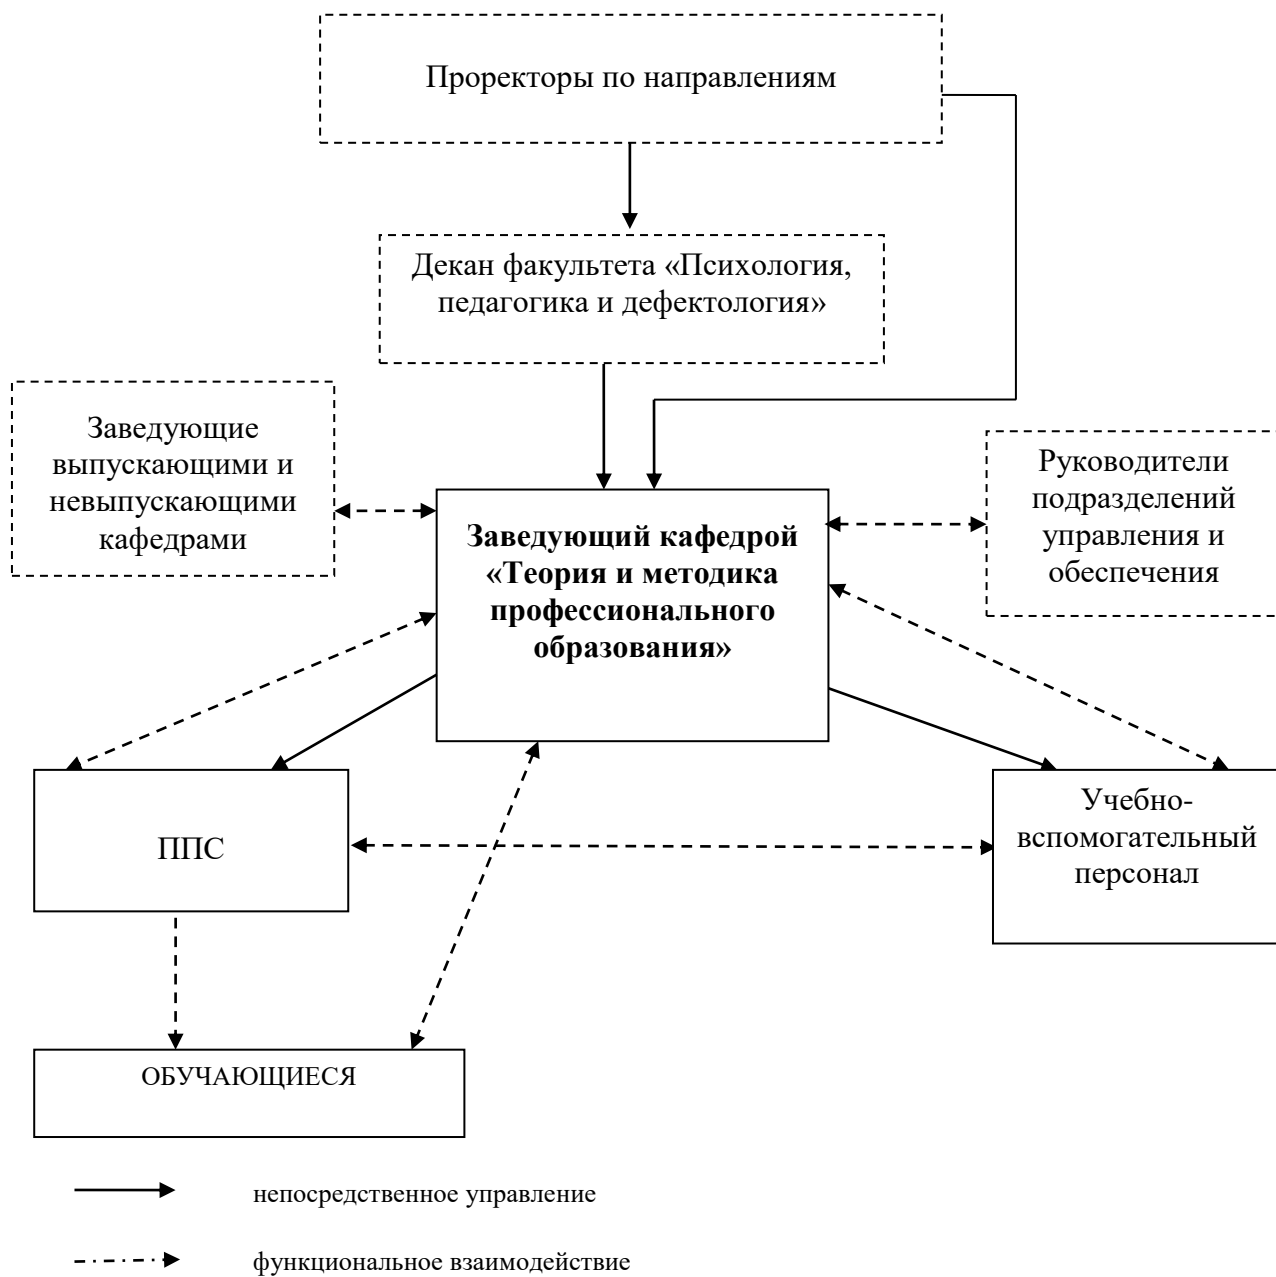 Проректоры по направлениям
Декан факультета «Психология,
педагогика и дефектология»
Заведующие
выпускающими и
невыпускающими
кафедрами
Руководители
подразделений
управления и
обеспечения
Заведующий кафедрой
«Теория и методика
профессионального
образования»
ППС
Учебно-
вспомогательный
персонал
ОБУЧАЮЩИЕСЯ
непосредственное управление
функциональное взаимодействие